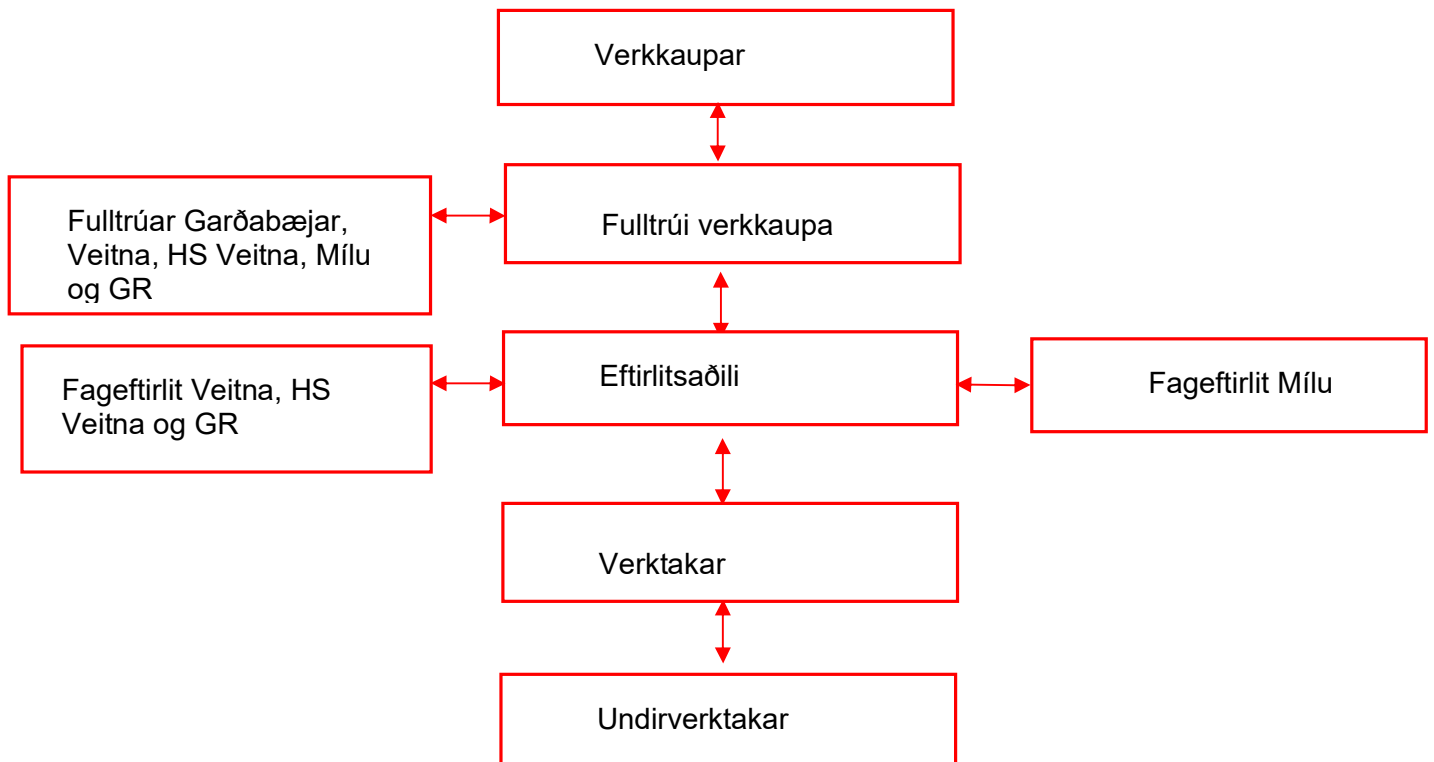 Verkkaupar
Fulltrúar Garðabæjar,
Veitna, HS Veitna, Mílu
og GR
Fulltrúi verkkaupa
Fageftirlit Veitna, HS
Veitna og GR
Eftirlitsaðili
Fageftirlit Mílu
Verktakar
Undirverktakar